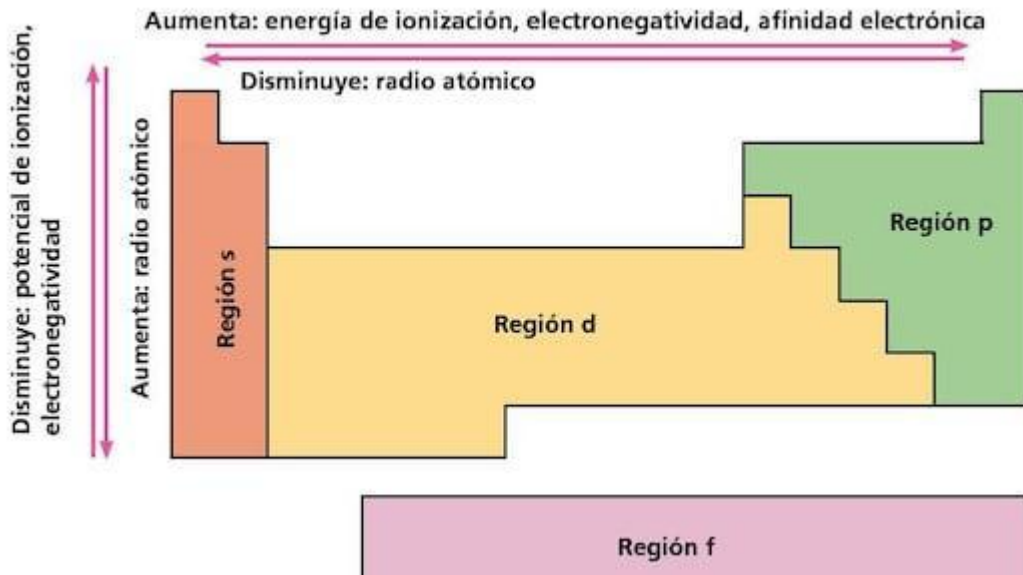 Aumenta: energía de ionización, electronegatividad, afinidad electrónica
Disminuye: radio atómico
Disminuye: potencial de ionización,
electronegatividad
Aumenta: radio atómico
Región s
Región d
Región p
Región f